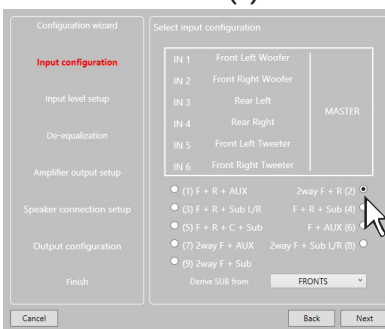 Configuration wizard
Input configuration
Input level setup
De-equalization
Amplifier output setup
Speaker connection setup
Output configuration
Finish
Select input configuration
IN 1 Front Left Woofer
IN 2 Front Right Woofer
IN 3 Rear Left
IN 4 Rear Right
IN 5 Front Left Tweeter
IN 6 Front Right Tweeter
MASTER
(1) F + R + AUX 2way F + R (2)
(3) F + R + Sub L/R F + R + Sub (4)
(5) F + R + C + Sub F + AUX (6)
(7) 2way F + AUX 2way F + Sub L/R (8)
(9) 2way F + Sub
Derive SUB from FRONTS
Cancel Back Next